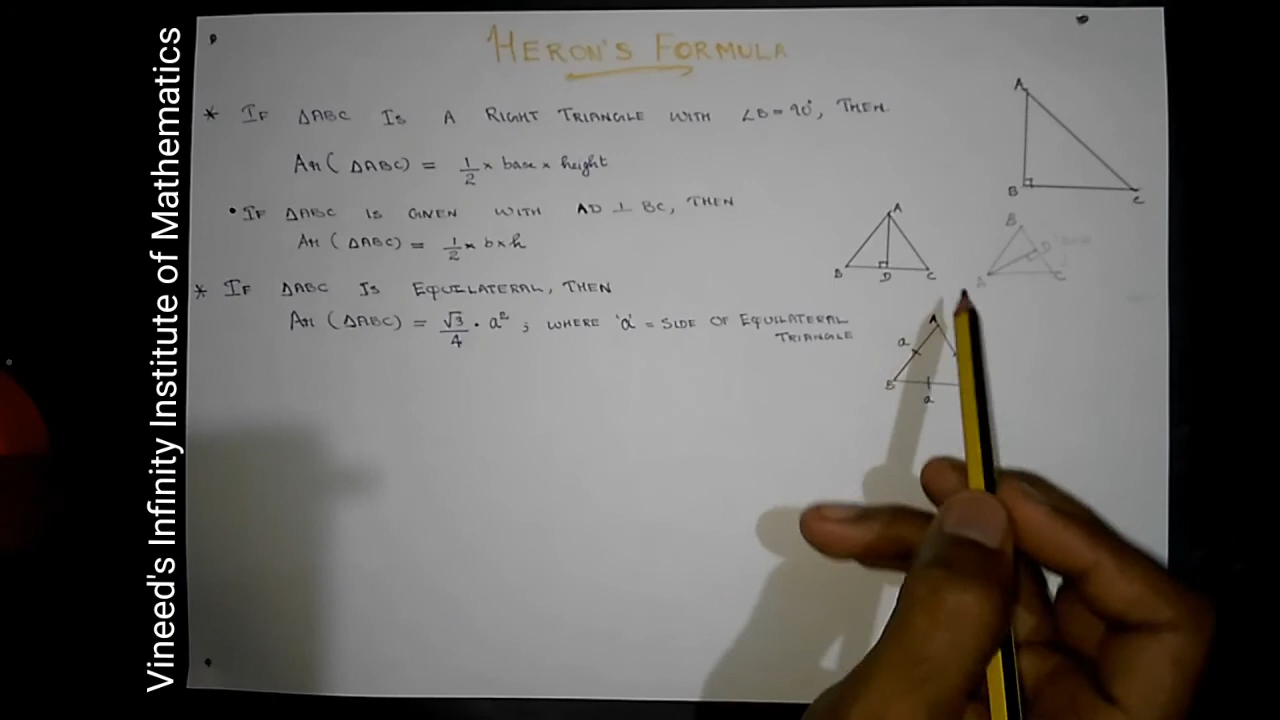 Vineed's Infinity Institute of Mathematics
HERON'S FORMULA
* IF ΔABC IS A RIGHT TRIANGLE WITH ∠B = 90°, THEN
Ar (ΔABC) = 1/2 × base × height
• IF ΔABC IS GIVEN WITH AD ⊥ BC, THEN
Ar (ΔABC) = 1/2 × b × h
* IF ΔABC IS EQUILATERAL, THEN
Ar (ΔABC) = √3/4 · a² ; WHERE 'a' = SIDE OF EQUILATERAL
TRIANGLE
A
B
C
A
B
D
C
B
D
A
C
A
a
B
a